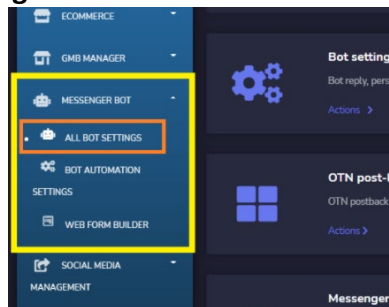 ECOMMERCE
GMB MANAGER
MESSENGER BOT
ALL BOT SETTINGS
BOT AUTOMATION
SETTINGS
WEB FORM BUILDER
SOCIAL MEDIA
MANAGEMENT
Bot setting
Bot reply, pers
Actions >
OTN post-
OTN postback
Actions >
Messenger